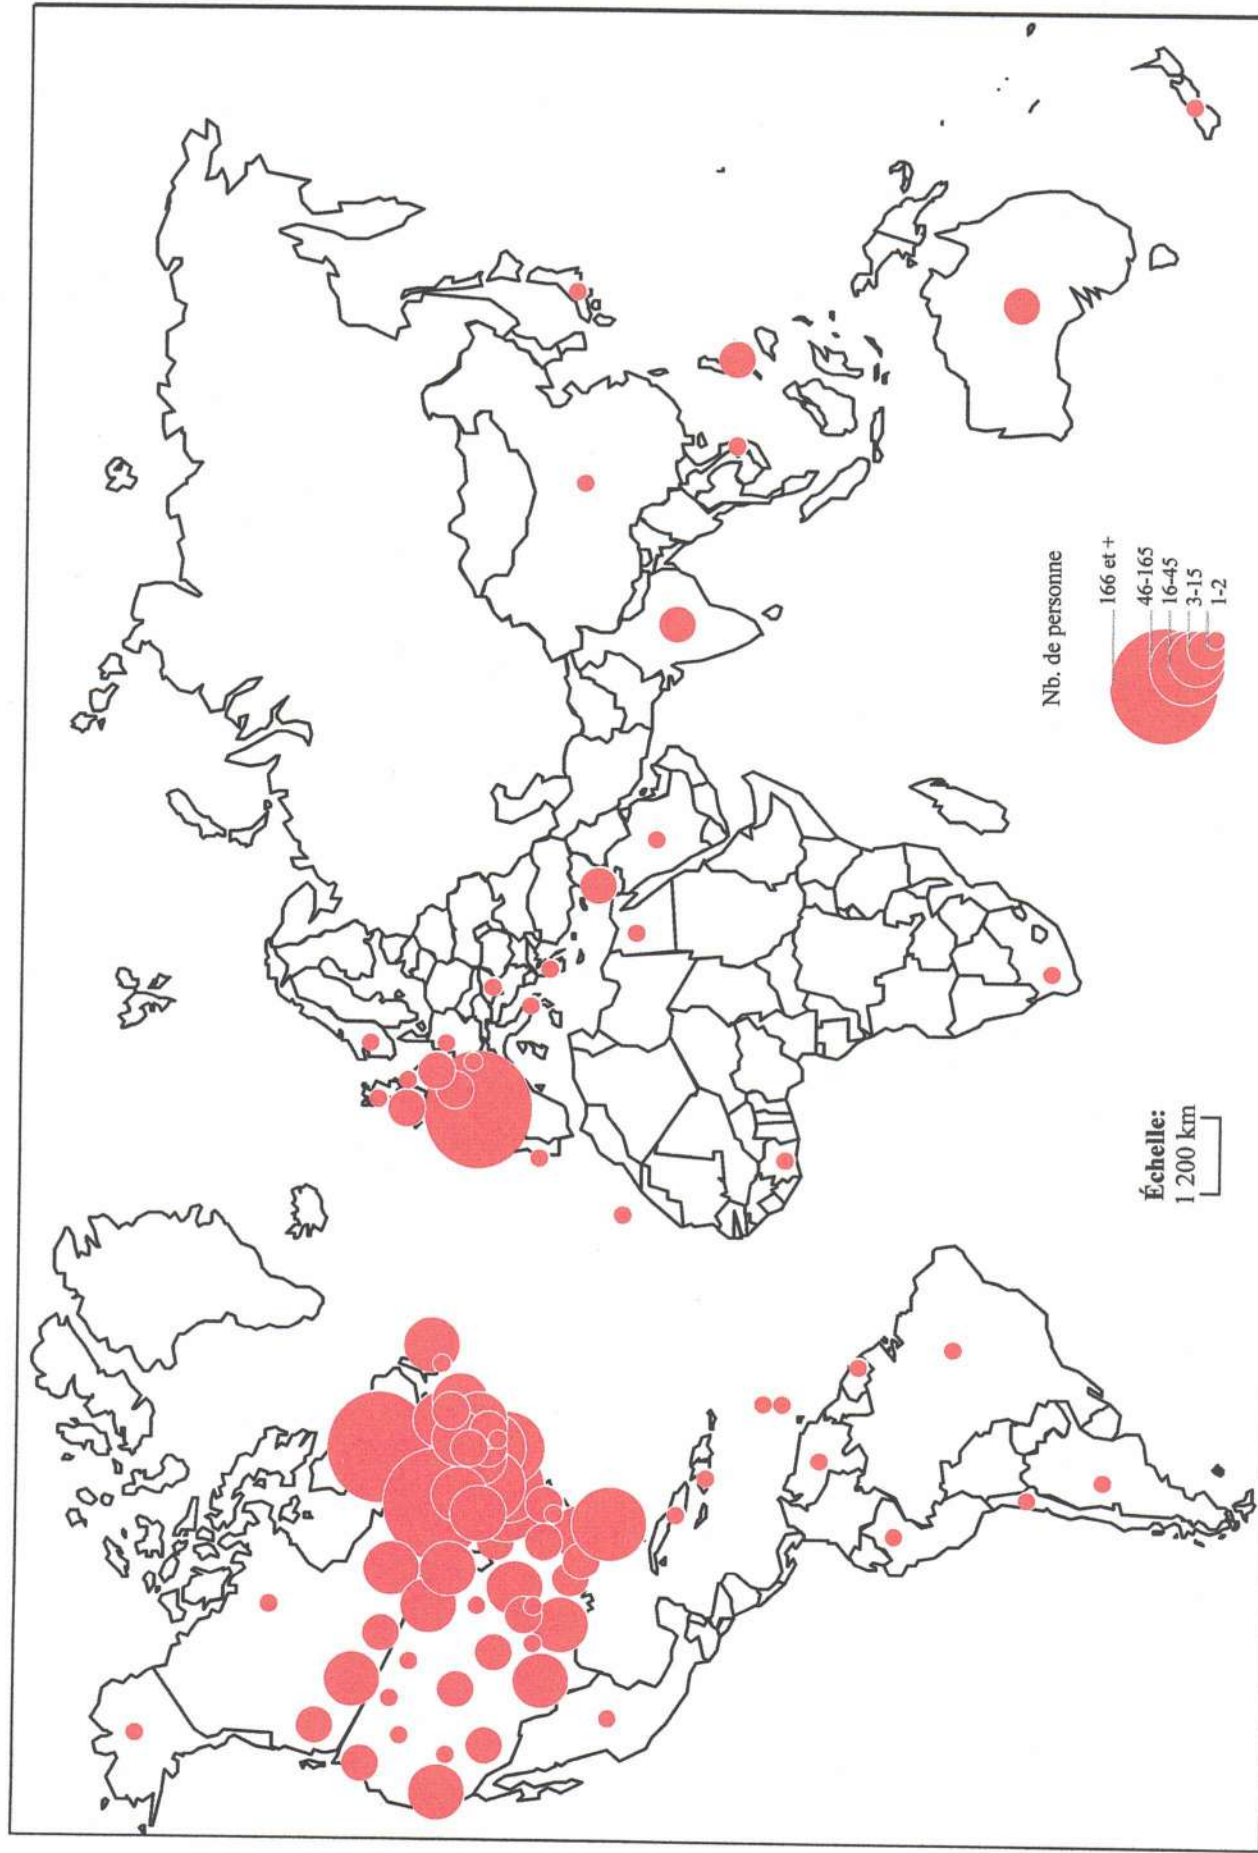 Nb. de personne
166 et +
46-165
16-45
3-15
1-2
Échelle:
1 200 km